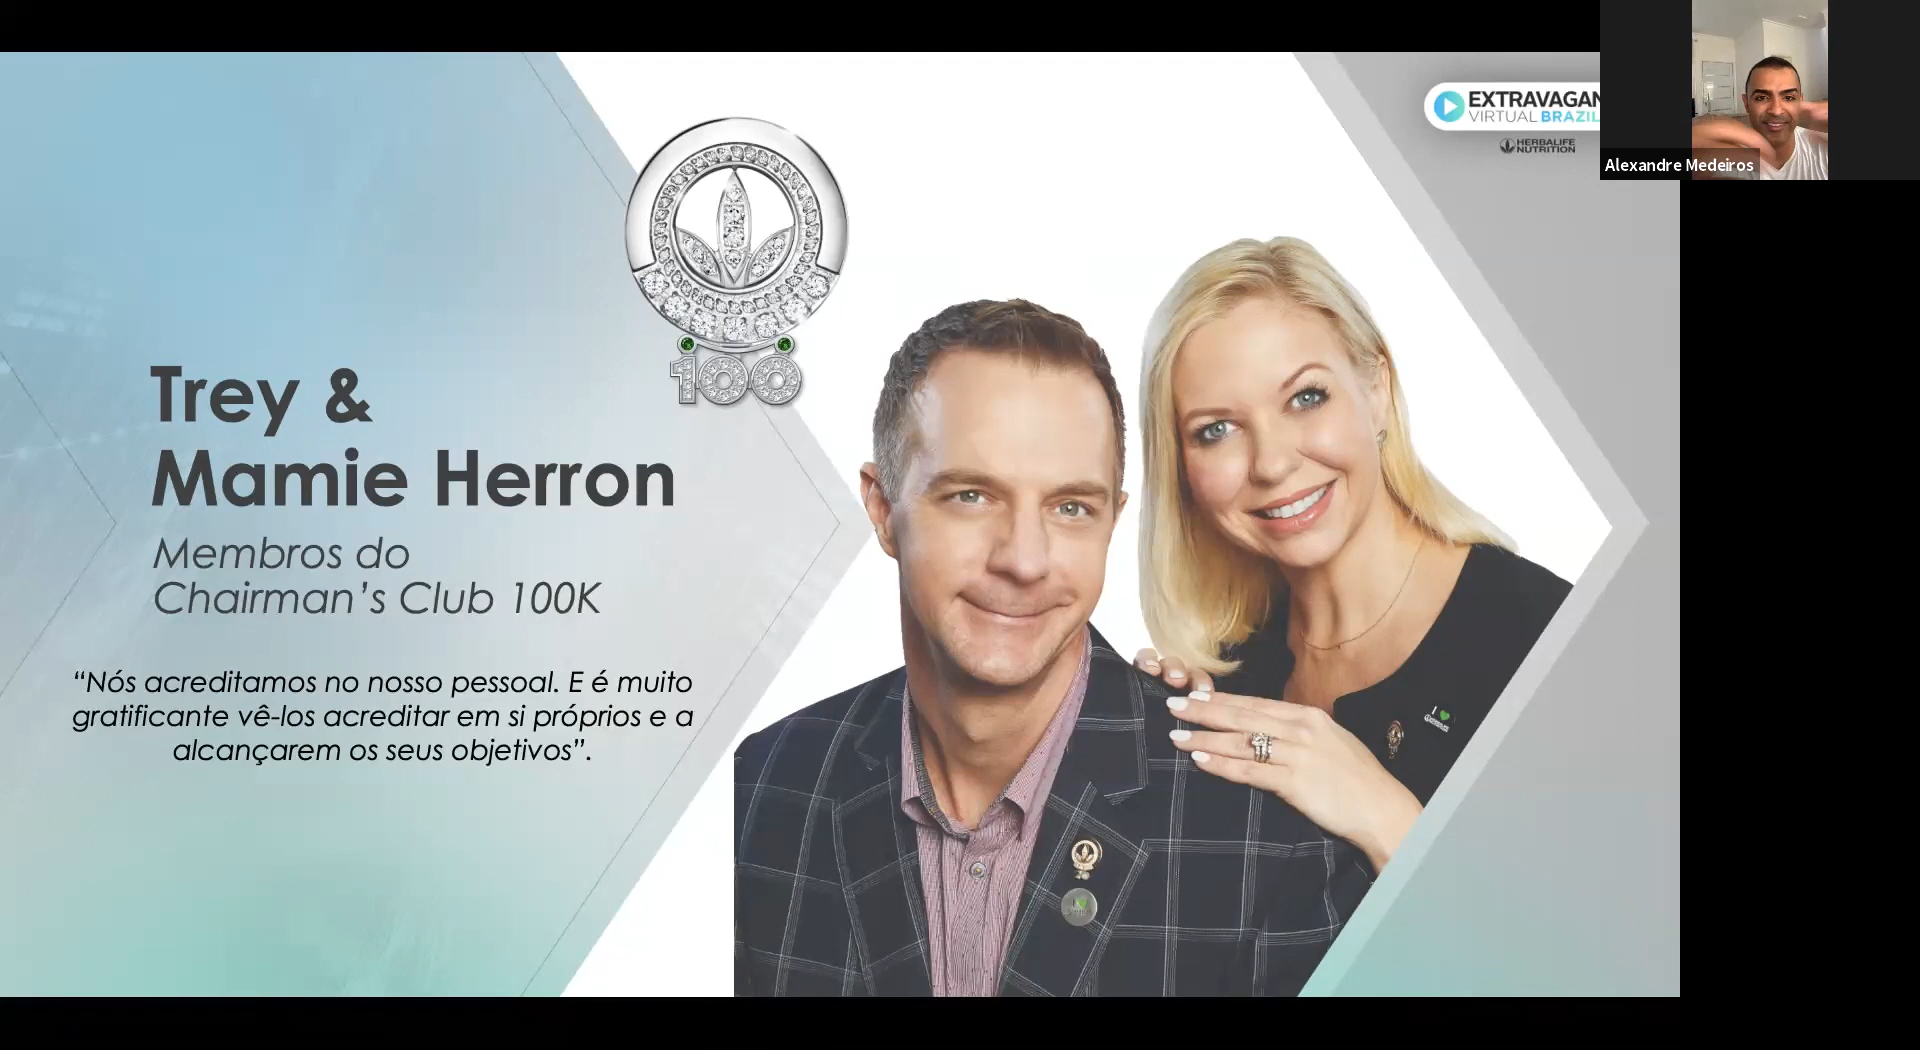 EXTRAVAGAN
VIRTUAL BRAZIL
HERBALIFE
NUTRITION
Alexandre Medeiros
100
Trey &
Mamie Herron
Membros do
Chairman’s Club 100K
“Nós acreditamos no nosso pessoal. E é muito
gratificante vê-los acreditar em si próprios e a
alcançarem os seus objetivos”.